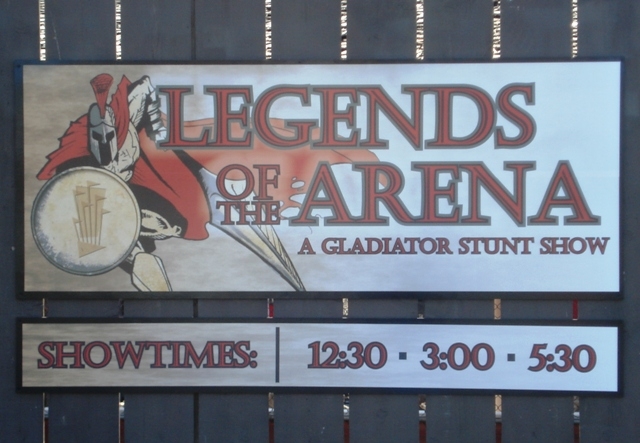 LEGENDS
OF THE ARENA
A GLADIATOR STUNT SHOW
SHOWTIMES: 12:30 ▪ 3:00 ▪ 5:30